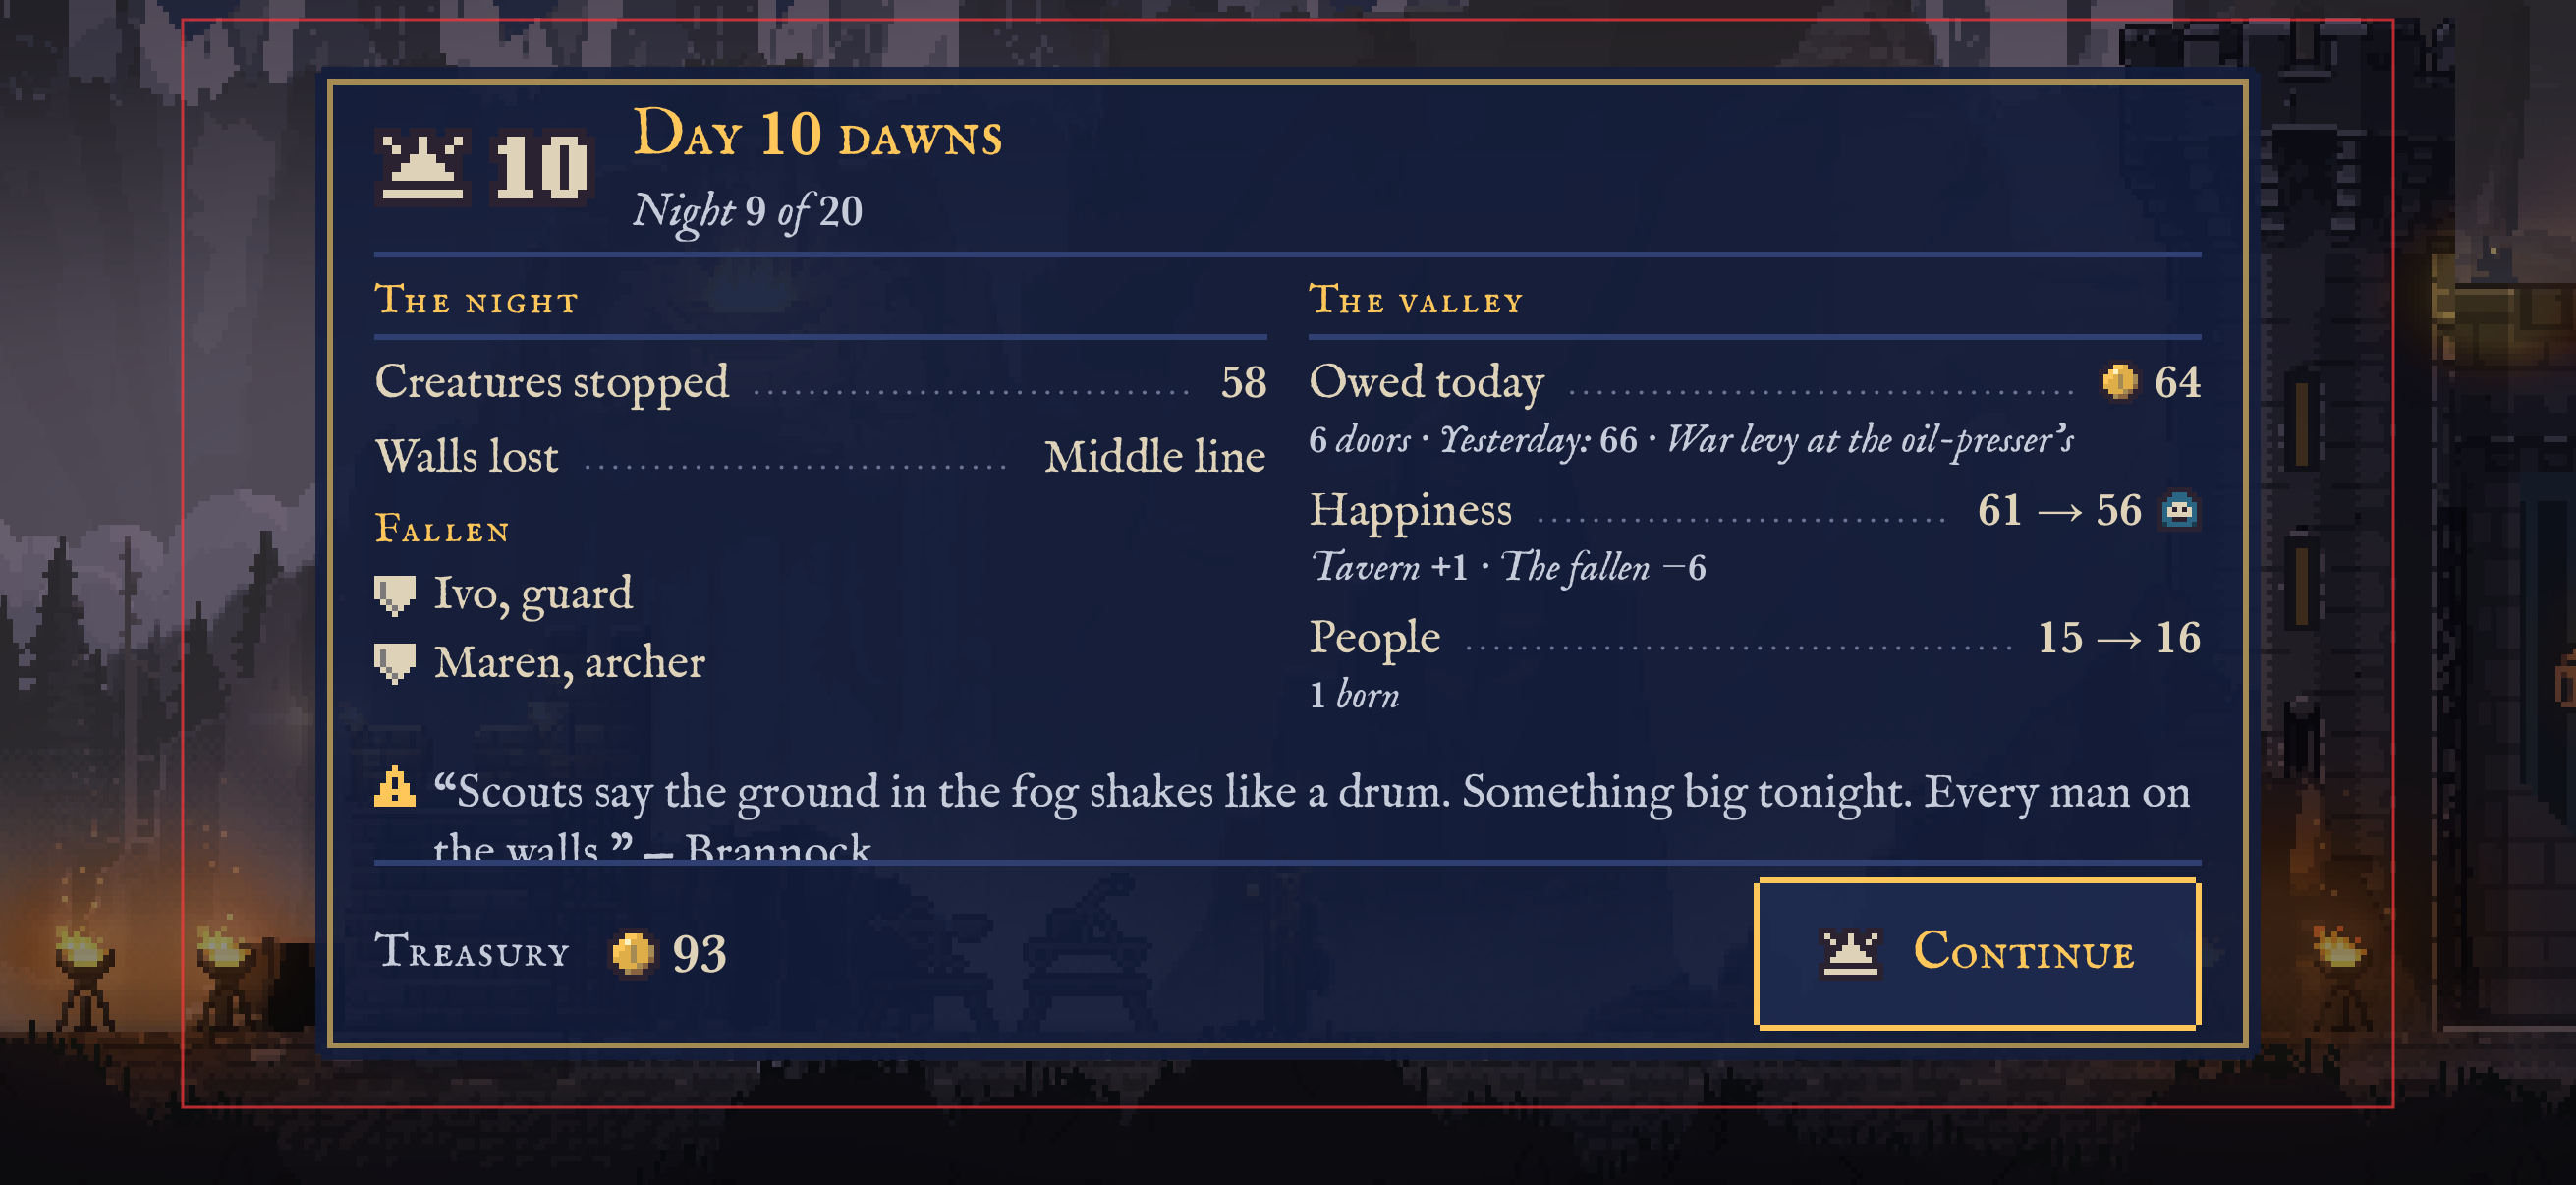 10
Day 10 dawns
Night 9 of 20
The night
Creatures stopped 58
Walls lost Middle line
Fallen
Ivo, guard
Maren, archer
The valley
Owed today 64
6 doors · Yesterday: 66 · War levy at the oil-presser's
Happiness 61 → 56
Tavern +1 · The fallen −6
People 15 → 16
1 born
“Scouts say the ground in the fog shakes like a drum. Something big tonight. Every man on
the walls.” — Brannock
Treasury 93
Continue